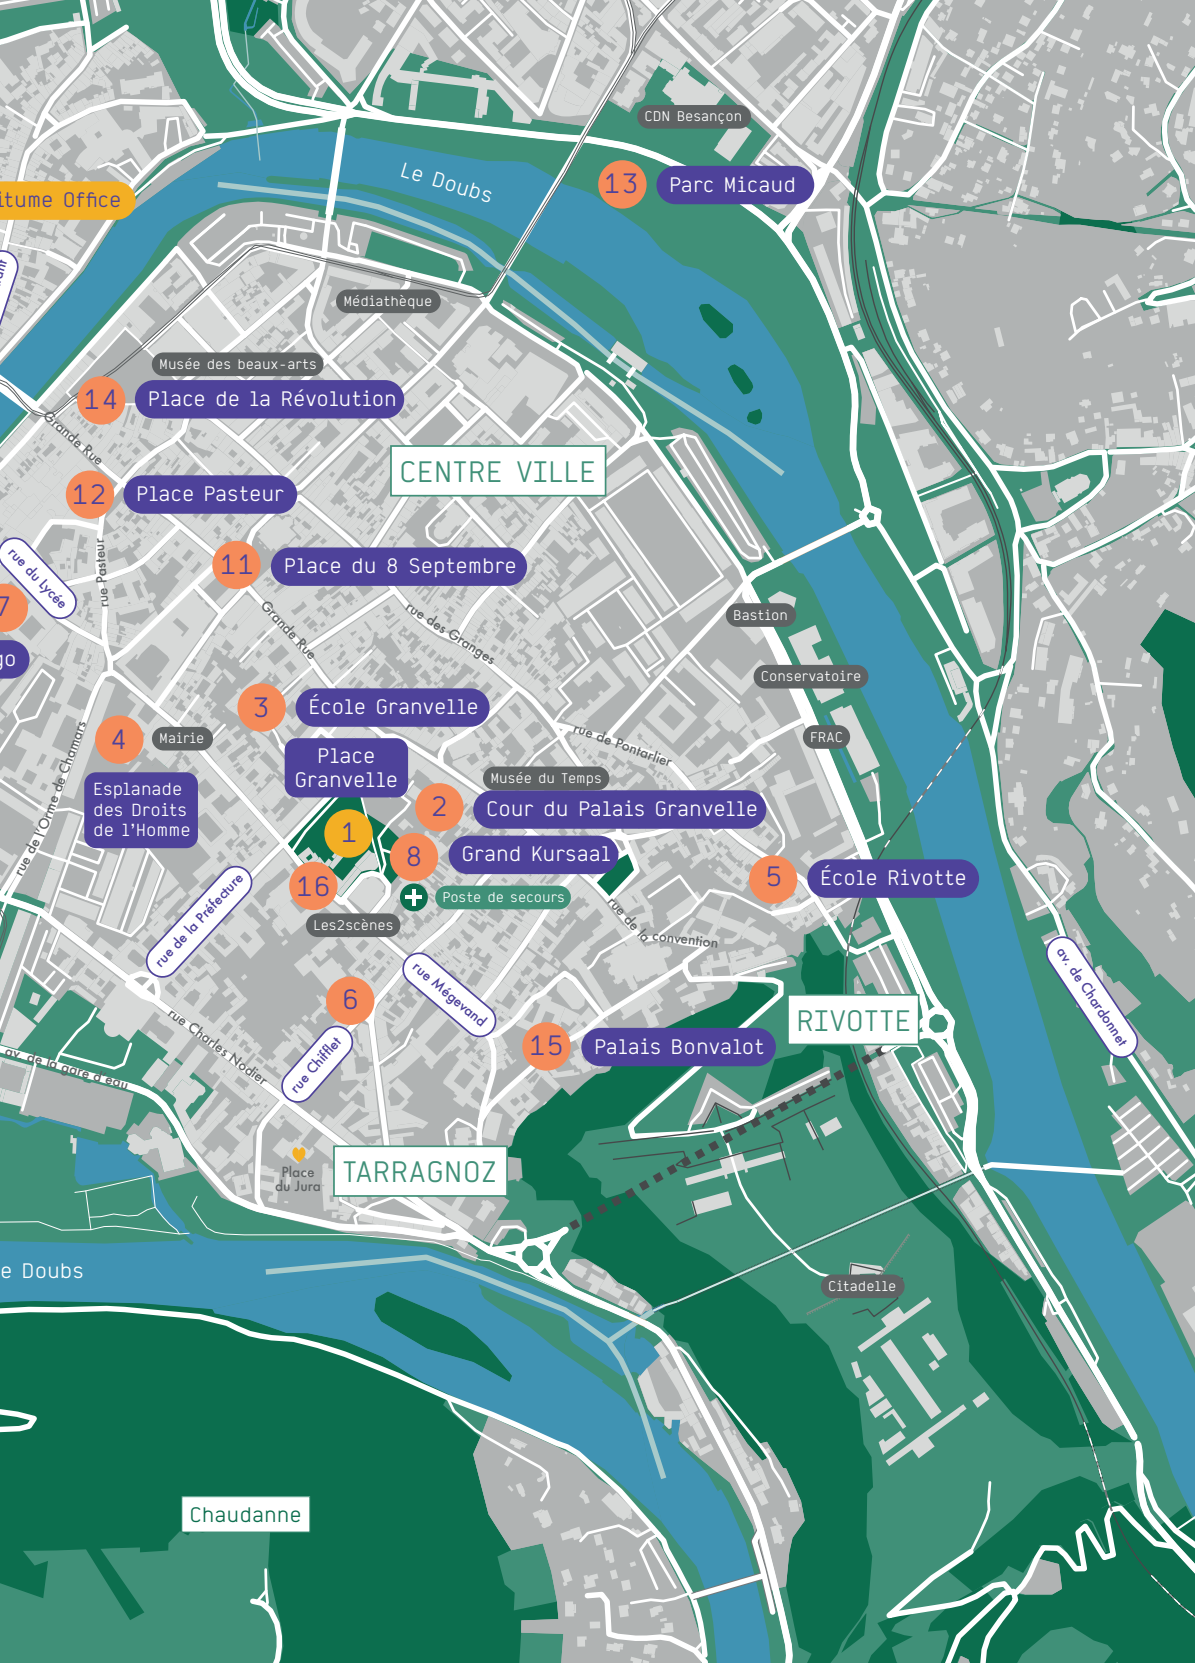 CDN Besançon
Le Doubs
13
Parc Micaud
itume Office
Médiathèque
Musée des beaux-arts
14
Place de la Révolution
Grande Rue
CENTRE VILLE
12
Place Pasteur
rue du Lycée
rue Pasteur
11
Place du 8 Septembre
7
Grande Rue
rue des Granges
Bastion
go
Conservatoire
3
École Granvelle
4
Mairie
rue de Pontarlier
FRAC
Place
Granvelle
Musée du Temps
Esplanade
des Droits
de l'Homme
rue de l'Orme de Chamars
2
Cour du Palais Granvelle
1
8
Grand Kursaal
5
École Rivotte
16
Poste de secours
rue de la Préfecture
Les2scènes
rue de la convention
av. de Chardonnet
rue Mégevand
6
RIVOTTE
15
Palais Bonvalot
rue Charles Nodier
rue Chifflet
av. de la gare d'eau
Place
du Jura
TARRAGNOZ
e Doubs
Citadelle
Chaudanne